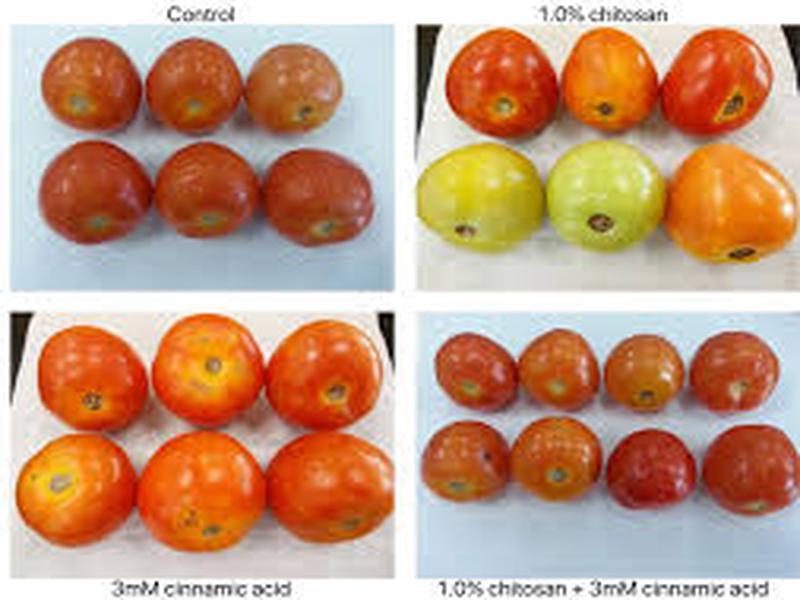 Control
1.0% chitosan
3mM cinnamic acid
1.0% chitosan + 3mM cinnamic acid